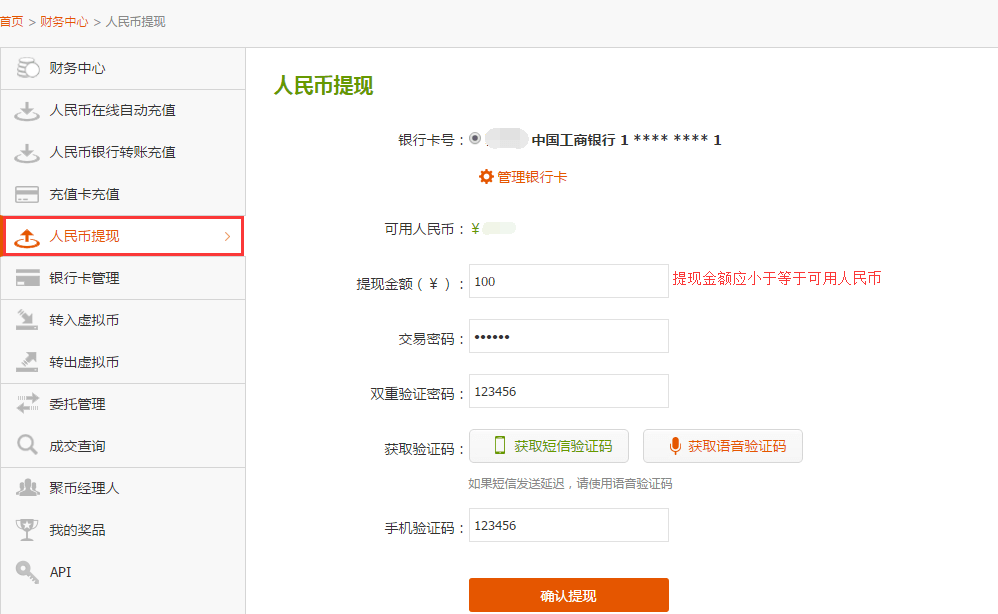 首页 > 财务中心 > 人民币提现
财务中心
人民币在线自动充值
人民币银行转账充值
充值卡充值
人民币提现
银行卡管理
转入虚拟币
转出虚拟币
委托管理
成交查询
聚币经理人
我的奖品
API
人民币提现
银行卡号： 中国工商银行 1 **** **** 1
管理银行卡
可用人民币：¥
提现金额（¥）：100 提现金额应小于等于可用人民币
交易密码：••••••
双重验证密码：123456
获取验证码：获取短信验证码 获取语音验证码
如果短信发送延迟，请使用语音验证码
手机验证码：123456
确认提现